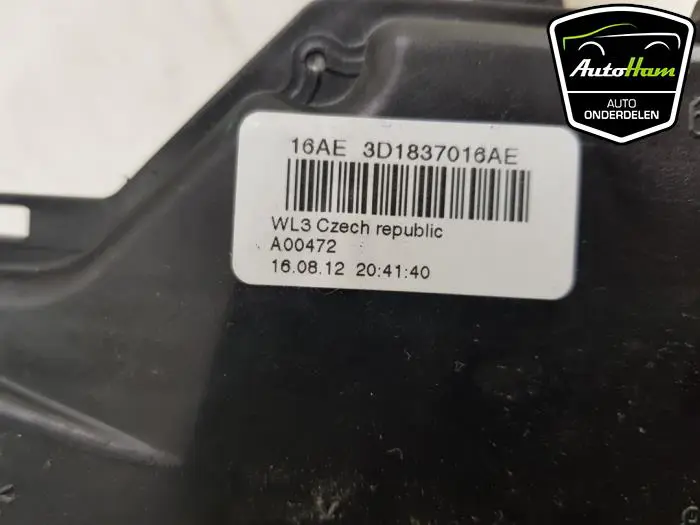 AutoHam
AUTO
ONDERDELEN
16AE 3D1837016AE
WL3 Czech republic
A00472
16.08.12 20:41:40